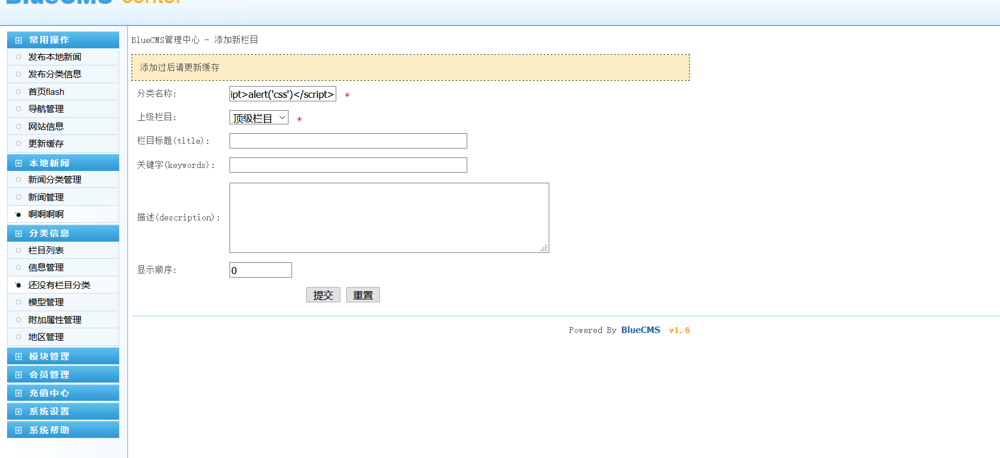 BlueCMS center
常用操作
发布本地新闻
发布分类信息
首页flash
导航管理
网站信息
更新缓存
本地新闻
新闻分类管理
新闻管理
啊啊啊啊
分类信息
栏目列表
信息管理
还没有栏目分类
模型管理
附加属性管理
地区管理
模块管理
会员管理
充值中心
系统设置
系统帮助
BlueCMS管理中心 - 添加新栏目
添加过后请更新缓存
分类名称: ipt>alert('css')</script> *
上级栏目: 顶级栏目 *
栏目标题(title):
关键字(keywords):
描述(description):
显示顺序: 0
提交 重置
Powered By BlueCMS v1.6